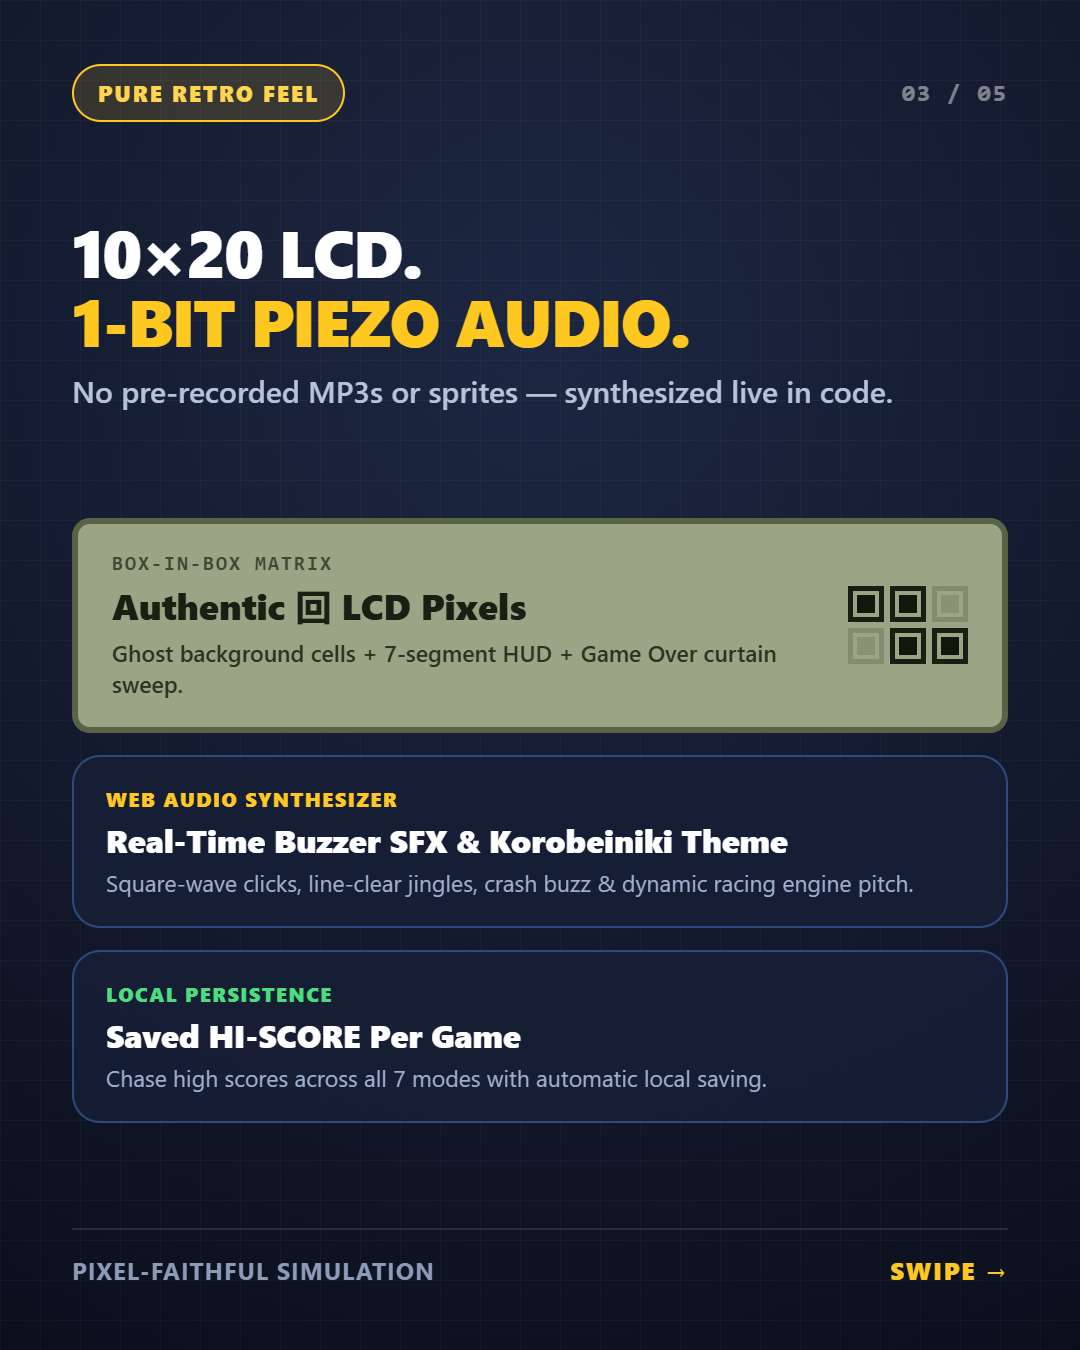 PURE RETRO FEEL
03 / 05
10×20 LCD.
1-BIT PIEZO AUDIO.
No pre-recorded MP3s or sprites — synthesized live in code.
BOX-IN-BOX MATRIX
Authentic 回 LCD Pixels
Ghost background cells + 7-segment HUD + Game Over curtain
sweep.
WEB AUDIO SYNTHESIZER
Real-Time Buzzer SFX & Korobeiniki Theme
Square-wave clicks, line-clear jingles, crash buzz & dynamic racing engine pitch.
LOCAL PERSISTENCE
Saved HI-SCORE Per Game
Chase high scores across all 7 modes with automatic local saving.
PIXEL-FAITHFUL SIMULATION
SWIPE →